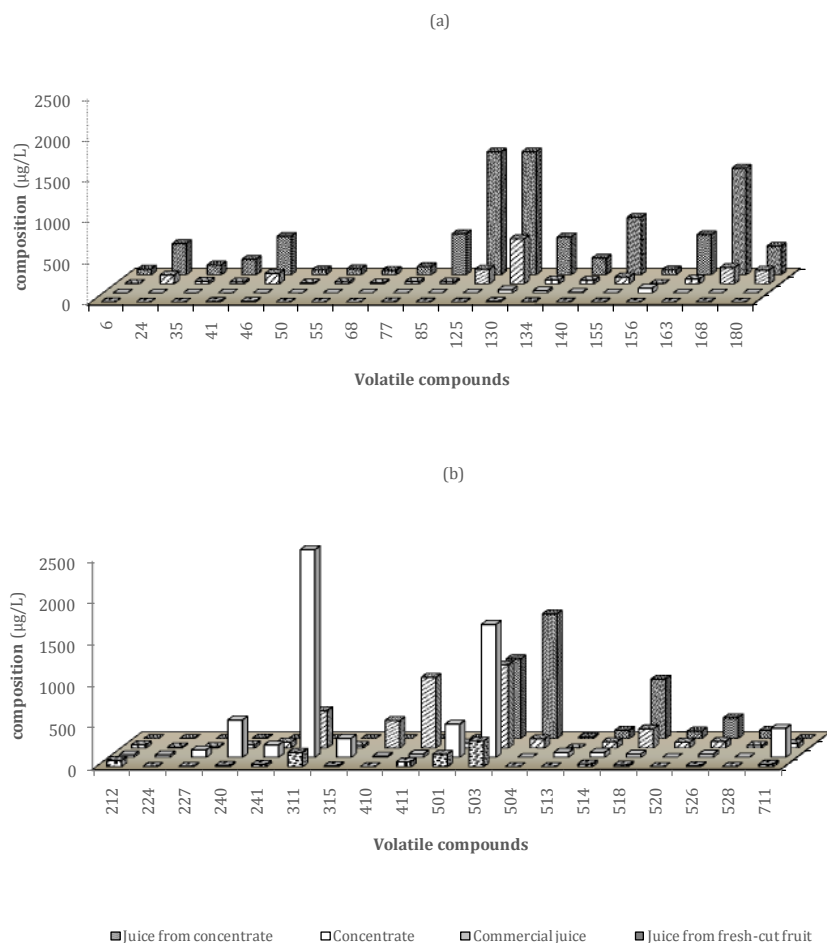 (a)
2500
2000
1500
1000
500
0
composition (µg/L)
6 24 35 41 46 50 55 68 77 85 125 130 134 140 155 156 163 168 180
Volatile compounds
(b)
2500
2000
1500
1000
500
0
composition (µg/L)
212 224 227 240 241 311 315 410 411 501 503 504 513 514 518 520 526 528 711
Volatile compounds
Juice from concentrate Concentrate Commercial juice Juice from fresh-cut fruit